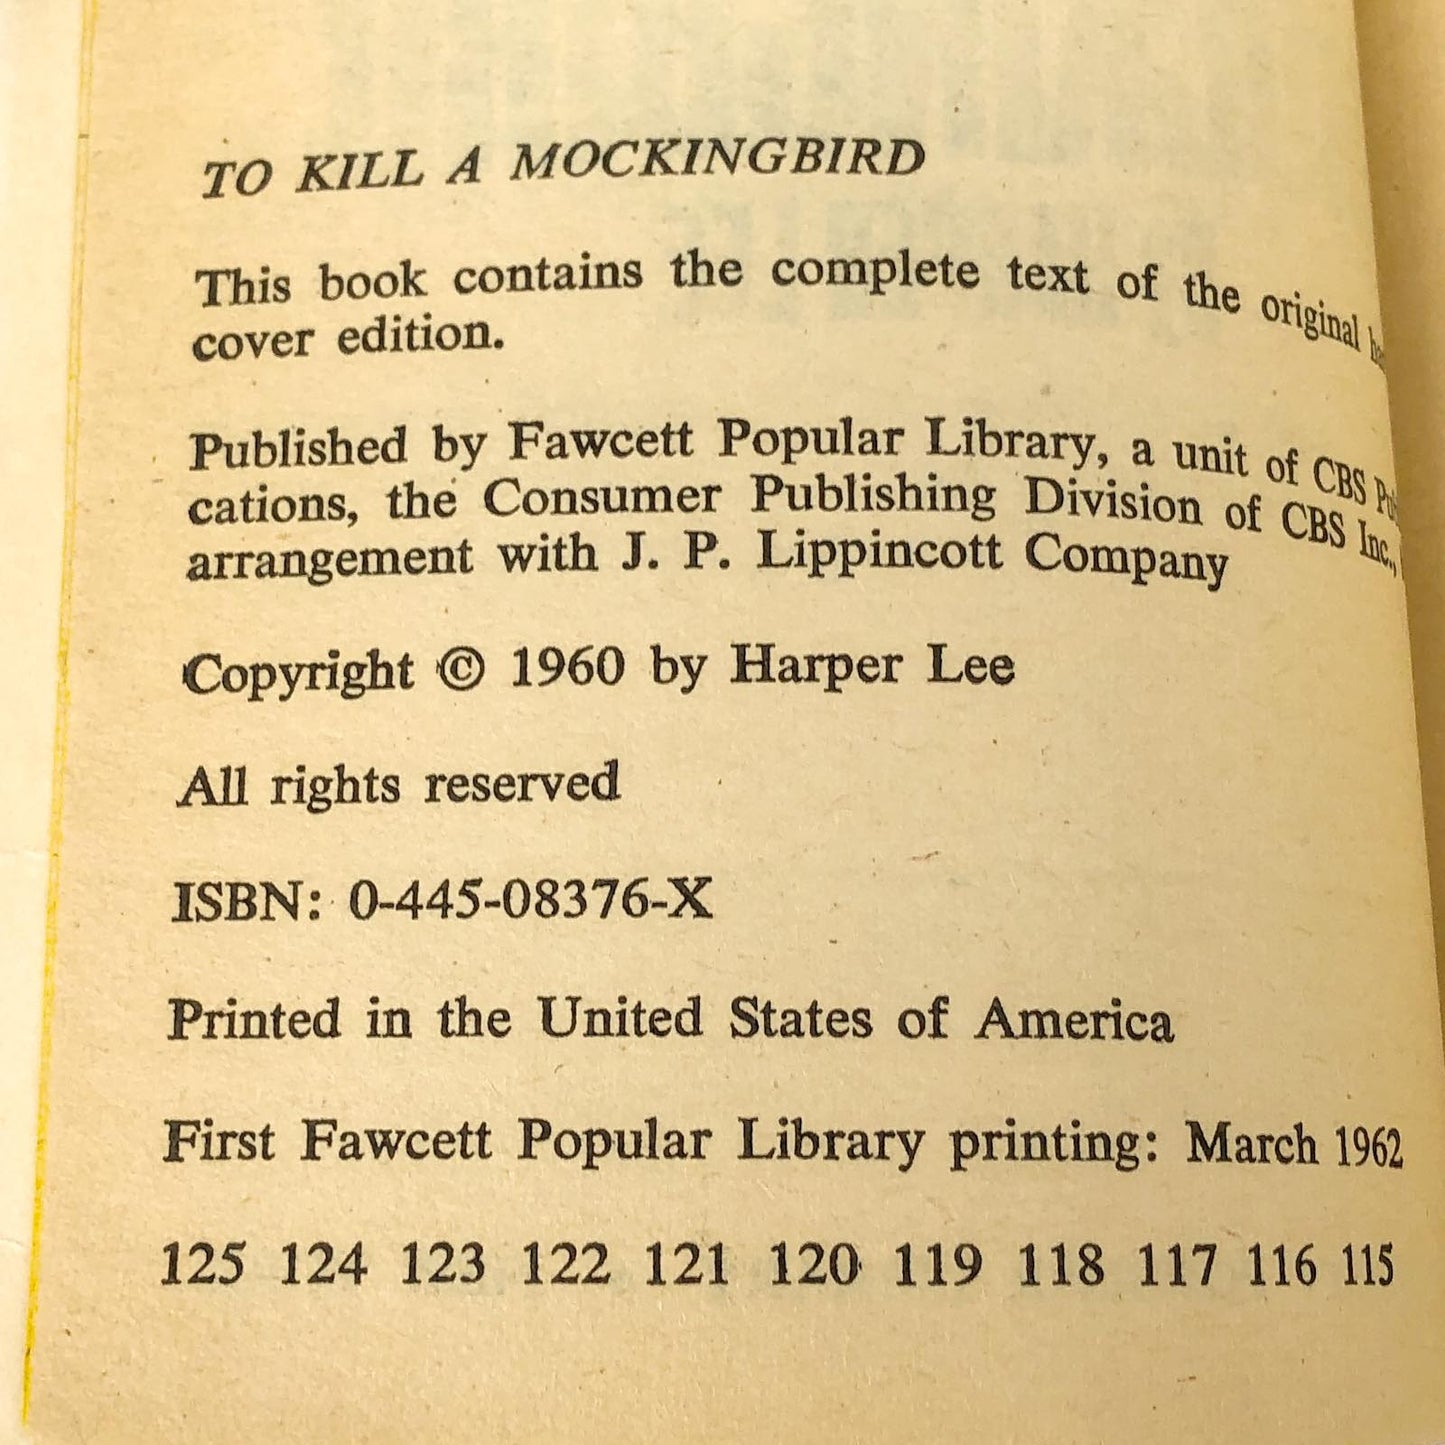 TO KILL A MOCKINGBIRD
This book contains the complete text of the original
cover edition.
Published by Fawcett Popular Library, a unit of CBS
cations, the Consumer Publishing Division of CBS Inc.,
arrangement with J. P. Lippincott Company
Copyright © 1960 by Harper Lee
All rights reserved
ISBN: 0-445-08376-X
Printed in the United States of America
First Fawcett Popular Library printing: March 1962
125 124 123 122 121 120 119 118 117 116 115